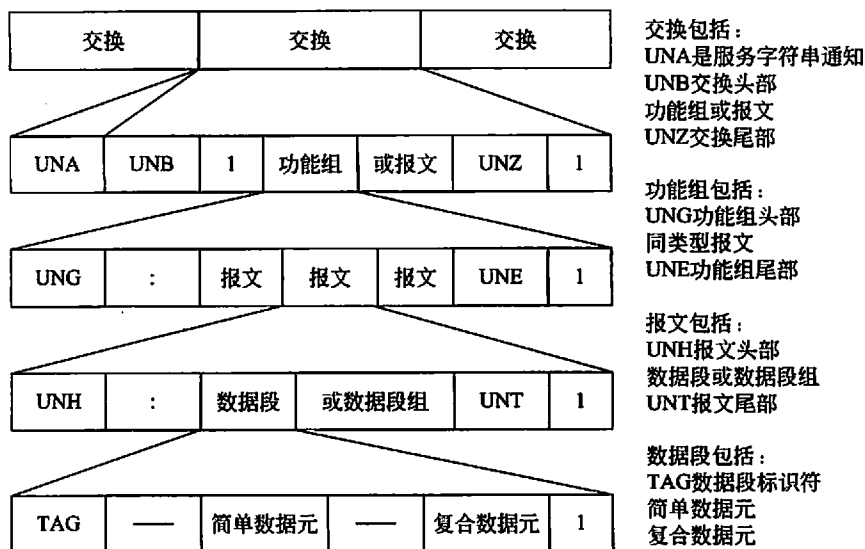 交换 交换 交换
UNA UNB 1 功能组 或报文 UNZ 1
UNG : 报文 报文 报文 UNE 1
UNH : 数据段 或数据段组 UNT 1
TAG — 简单数据元 — 复合数据元 1
交换包括：
UNA是服务字符串通知
UNB交换头部
功能组或报文
UNZ交换尾部
功能组包括：
UNG功能组头部
同类型报文
UNE功能组尾部
报文包括：
UNH报文头部
数据段或数据段组
UNT报文尾部
数据段包括：
TAG数据段标识符
简单数据元
复合数据元